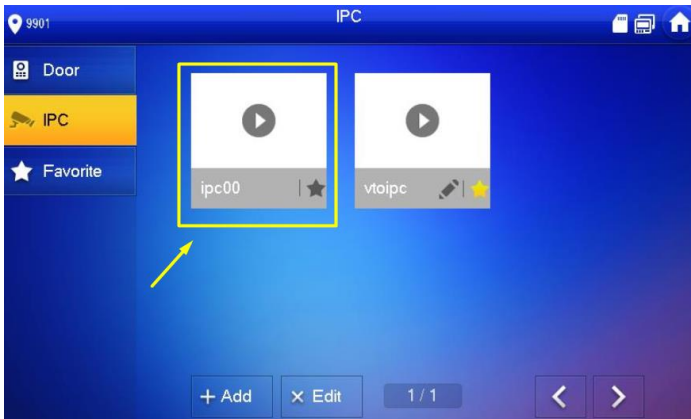 9901
IPC
Door
IPC
Favorite
ipc00
vtoipc
+ Add
× Edit
1/1